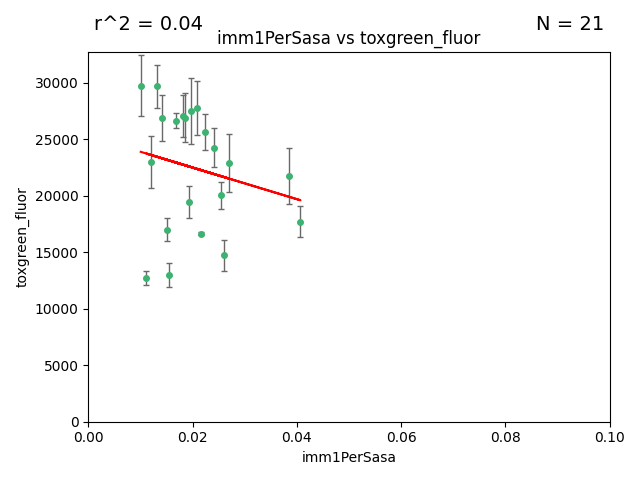 r^2 = 0.04
N = 21
imm1PerSasa vs toxgreen_fluor
30000
25000
20000
15000
10000
5000
0
toxgreen_fluor
0.00
0.02
0.04
0.06
0.08
0.10
imm1PerSasa